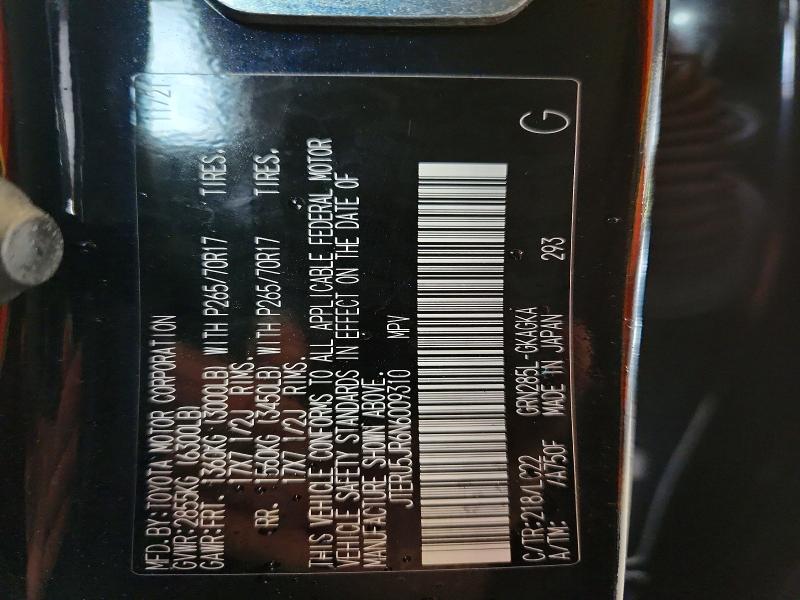 MFD.BY:TOYOTA MOTOR CORPORATION 11/21
GVWR:2855KG (6300LB)
GAWR:FRT. 1360KG (3000LB) WITH P265/70R17 TIRES.
17X7 1/2J RIMS.
RR. 1560KG (3450LB) WITH P265/70R17 TIRES.
17X7 1/2J RIMS.
THIS VEHICLE CONFORMS TO ALL APPLICABLE FEDERAL MOTOR
VEHICLE SAFETY STANDARDS IN EFFECT ON THE DATE OF
MANUFACTURE SHOWN ABOVE.
JTERU5JR6N6009310 MPV
C/TR:218/LC22 GRN285L-GKAGKA
A/TM: /A750F MADE IN JAPAN 293 G